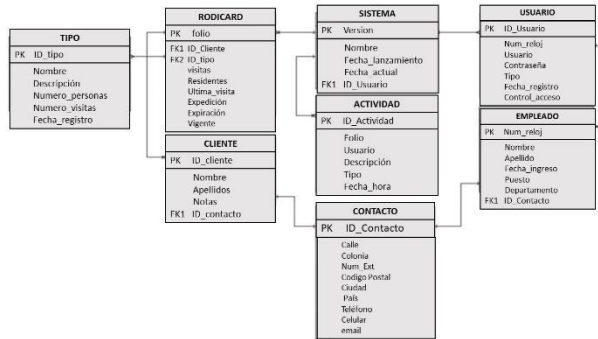 TIPO
PK ID_tipo
Nombre
Descripción
Numero_personas
Numero_visitas
Fecha_registro
RODICARD
PK folio
FK1 ID_Cliente
FK2 ID_tipo
visitas
Residentes
Ultima_visita
Expedición
Expiración
Vigente
CLIENTE
PK ID_cliente
Nombre
Apellidos
Notas
FK1 ID_contacto
SISTEMA
PK Version
Nombre
Fecha_lanzamiento
Fecha_actual
FK1 ID_Usuario
ACTIVIDAD
PK ID_Actividad
Folio
Usuario
Descripción
Tipo
Fecha_hora
CONTACTO
PK ID_Contacto
Calle
Colonia
Num_Ext
Codigo Postal
Ciudad
País
Teléfono
Celular
email
USUARIO
PK ID_Usuario
Num_reloj
Usuario
Contraseña
Tipo
Fecha_registro
Control_acceso
EMPLEADO
PK Num_reloj
Nombre
Apellido
Fecha_ingreso
Puesto
Departamento
FK1 ID_Contacto